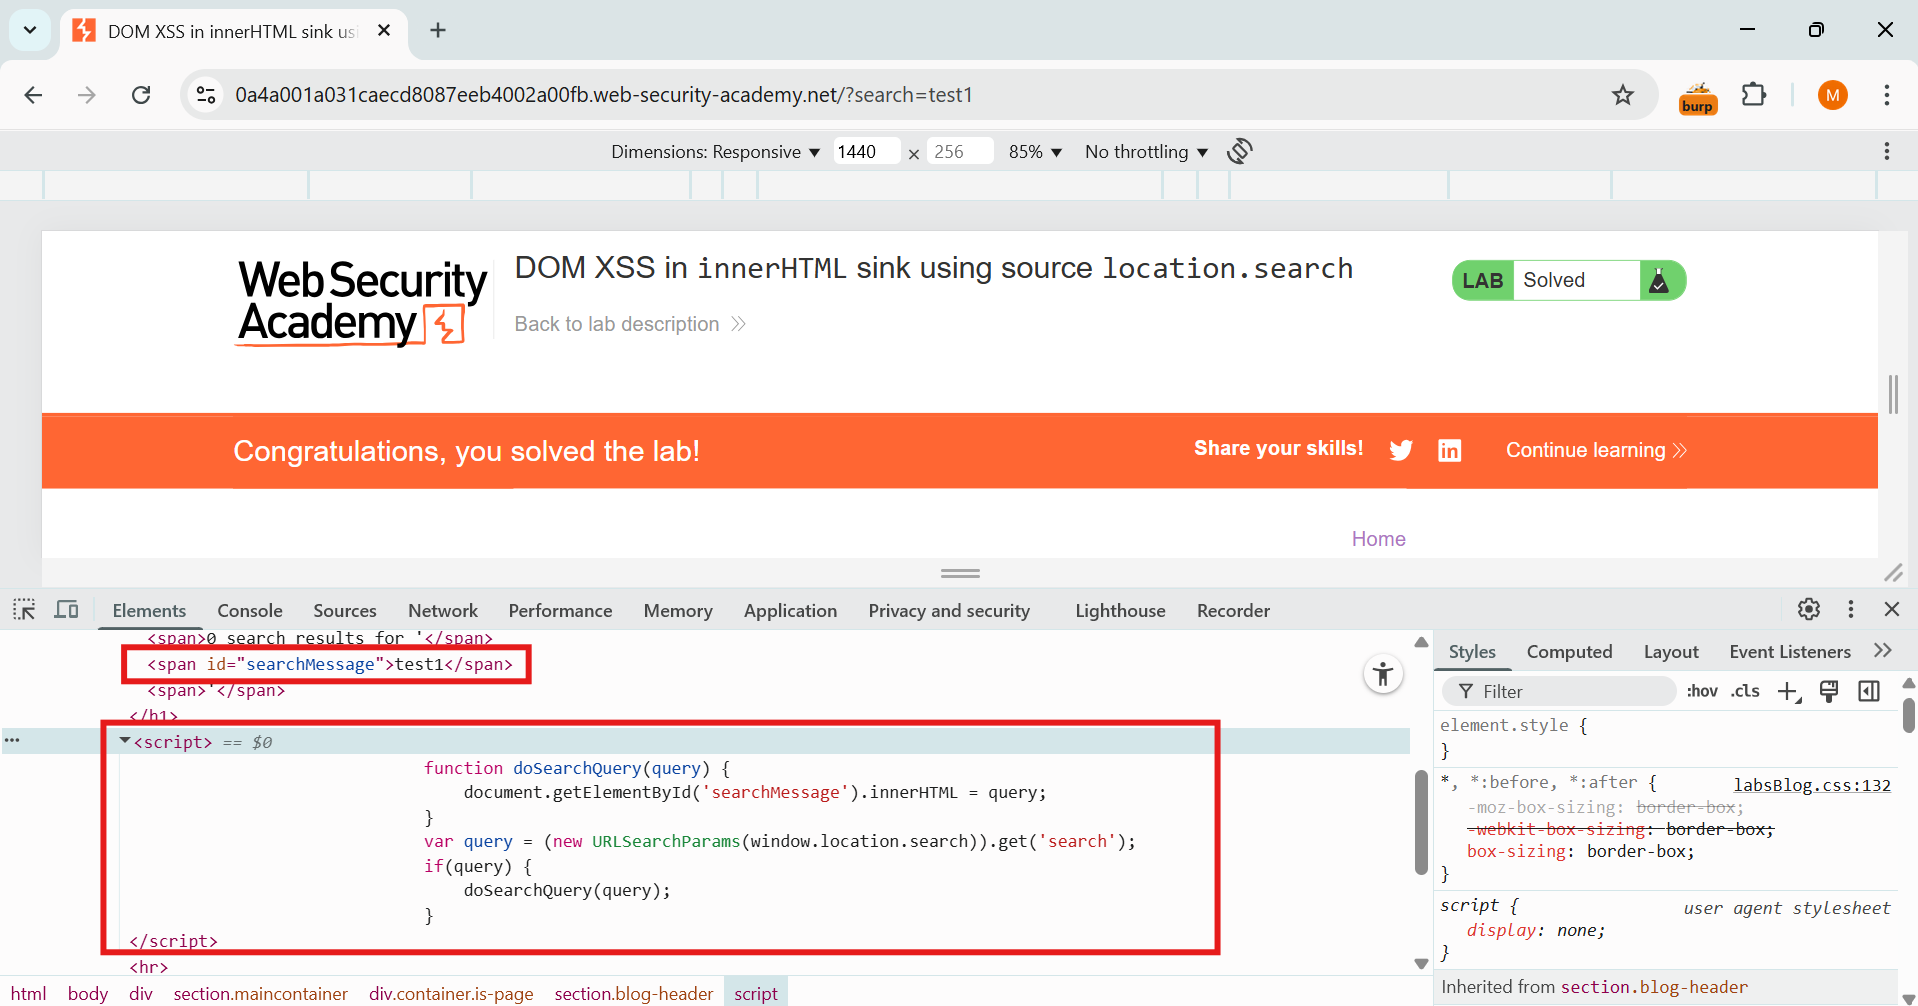 DOM XSS in innerHTML sink usi
0a4a001a031caecd8087eeb4002a00fb.web-security-academy.net/?search=test1
burp
M
Dimensions: Responsive ▼ 1440 × 256 85% ▼ No throttling ▼
WebSecurity
Academy
DOM XSS in innerHTML sink using source location.search
Back to lab description
LAB Solved
Congratulations, you solved the lab!
Share your skills!
in
Continue learning
Home
Elements Console Sources Network Performance Memory Application Privacy and security Lighthouse Recorder
<span>0 search results for '</span>
<span id="searchMessage">test1</span>
<span>'</span>
</h1>
<script> == $0
function doSearchQuery(query) {
document.getElementById('searchMessage').innerHTML = query;
}
var query = (new URLSearchParams(window.location.search)).get('search');
if(query) {
doSearchQuery(query);
}
</script>
<hr>
html body div section.maincontainer div.container.is-page section.blog-header script
Styles Computed Layout Event Listeners
Filter :hov .cls
element.style {
}
*, *:before, *:after { labsBlog.css:132
-moz-box-sizing: border-box;
-webkit-box-sizing: border-box;
box-sizing: border-box;
}
script { user agent stylesheet
display: none;
}
Inherited from section.blog-header